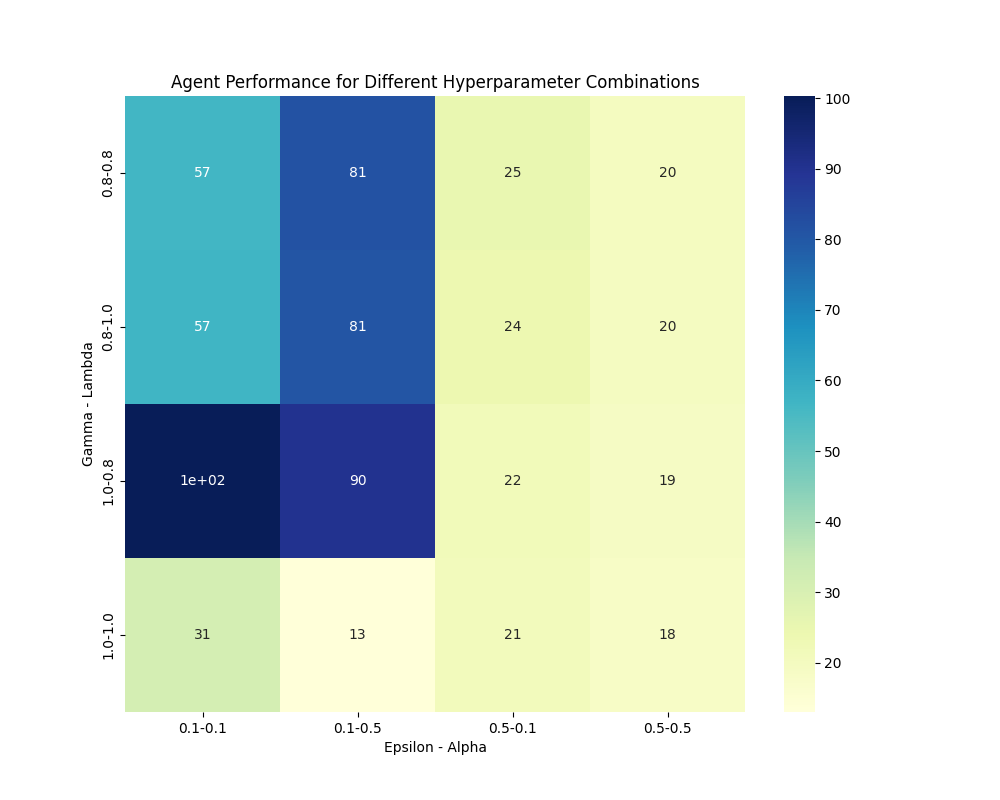 Agent Performance for Different Hyperparameter Combinations
Gamma - Lambda
0.8-0.8
57 81 25 20
0.8-1.0
57 81 24 20
1.0-0.8
1e+02 90 22 19
1.0-1.0
31 13 21 18
0.1-0.1 0.1-0.5 0.5-0.1 0.5-0.5
Epsilon - Alpha
100
90
80
70
60
50
40
30
20